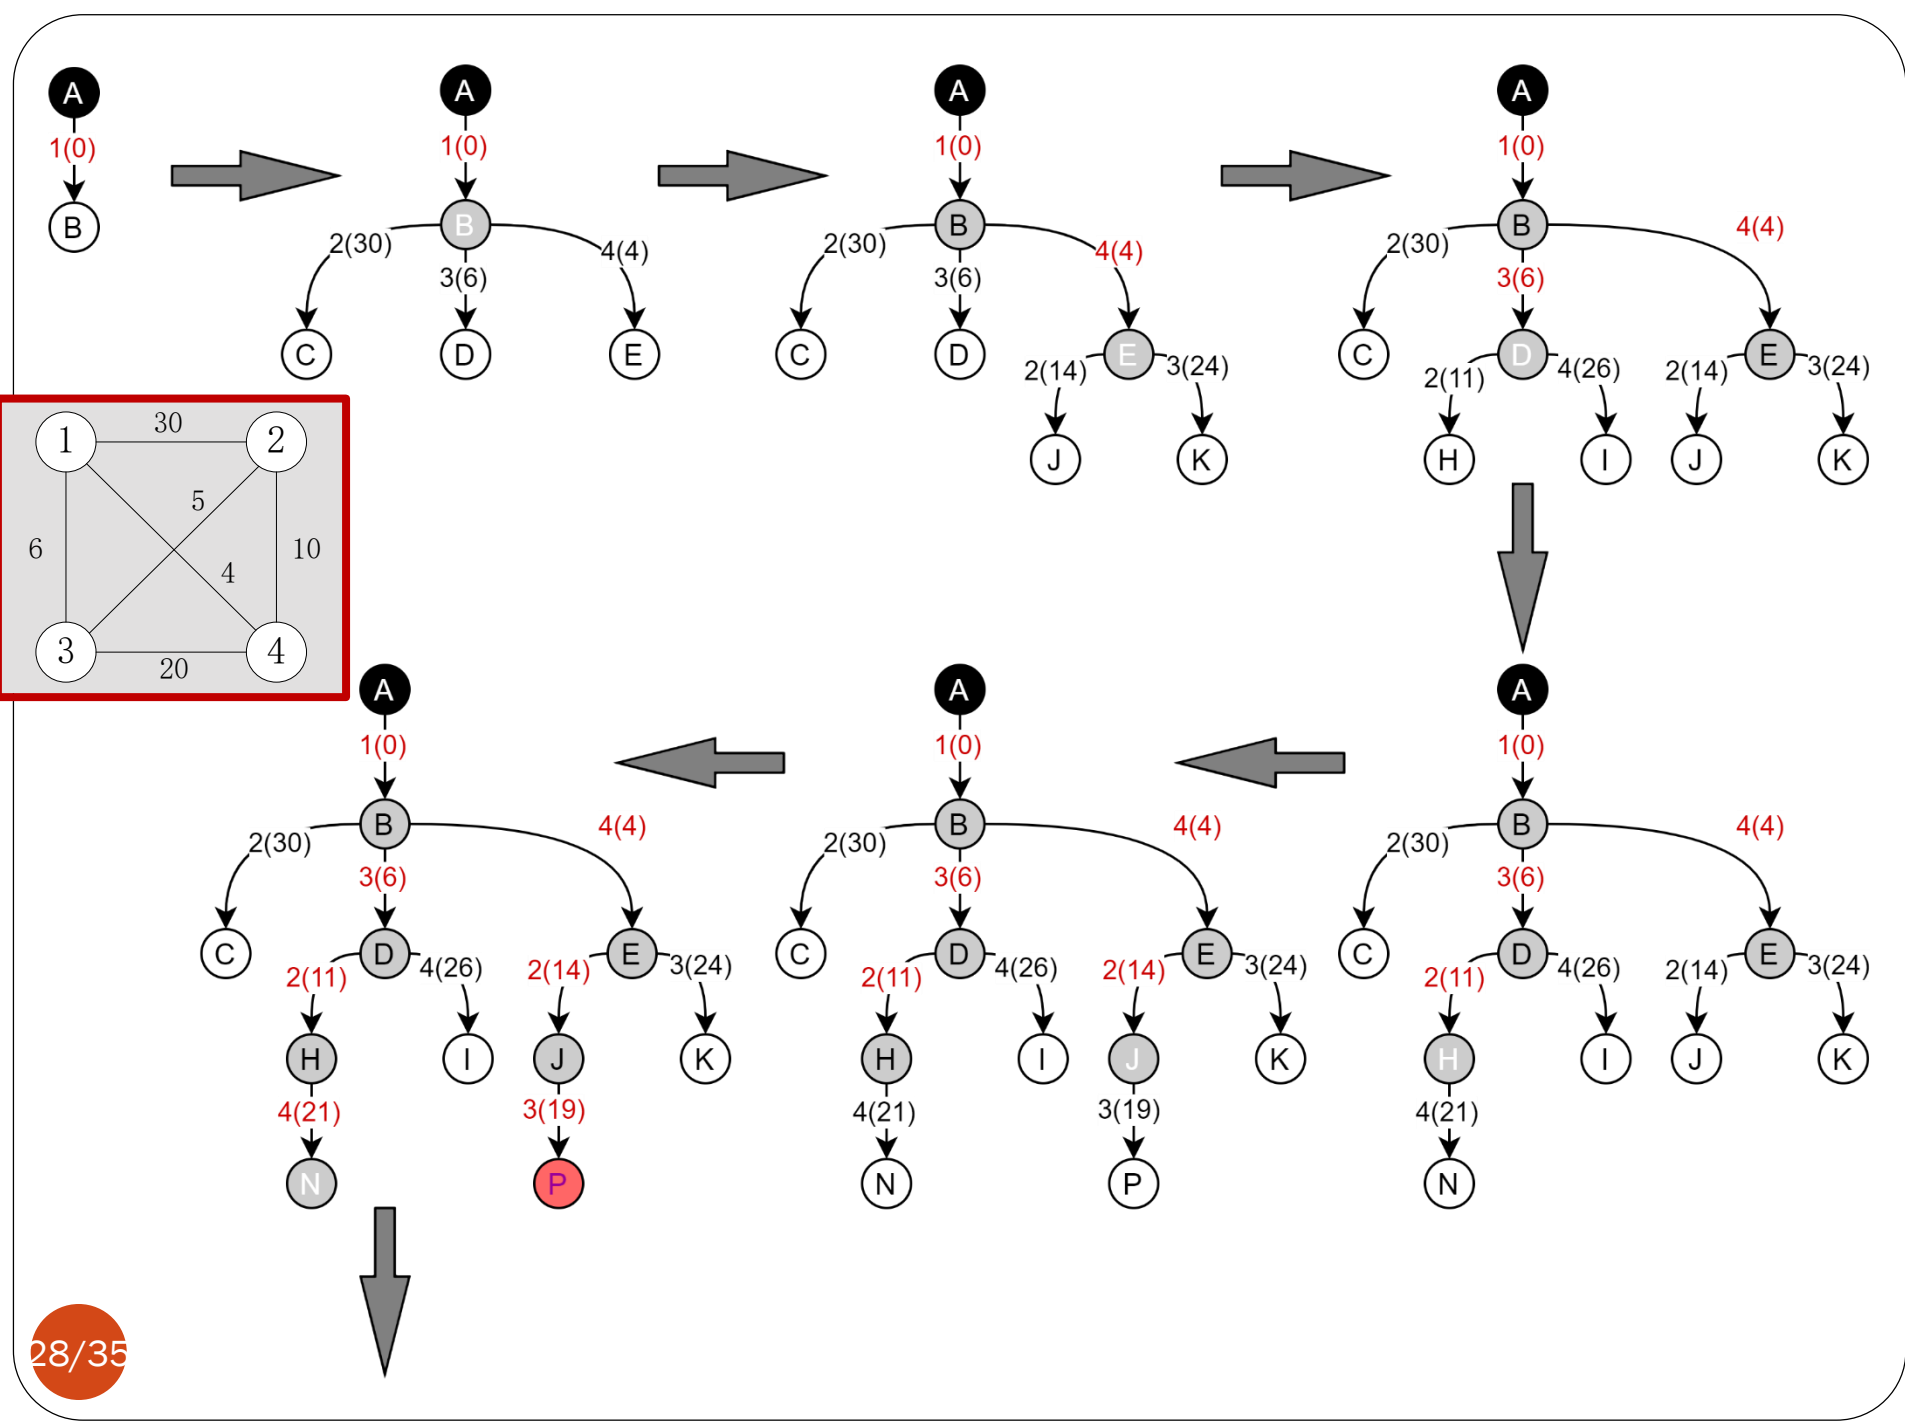 A A A A
1(0) 1(0) 1(0) 1(0)
B B B B
2(30) 3(6) 4(4) 2(30) 3(6) 4(4) 2(30) 3(6) 4(4)
C D E C D E C D E
2(14) 3(24) 2(11) 4(26) 2(14) 3(24)
J K H I J K
1 30 2
5
6 10
4
3 20 4
A A A
1(0) 1(0) 1(0)
B B B
2(30) 3(6) 4(4) 2(30) 3(6) 4(4) 2(30) 3(6) 4(4)
C D E C D E C D E
2(11) 4(26) 2(14) 3(24) 2(11) 4(26) 2(14) 3(24) 2(11) 4(26) 2(14) 3(24)
H I J K H I J K H I J K
4(21) 3(19) 4(21) 3(19) 4(21)
N P N P N
28/35